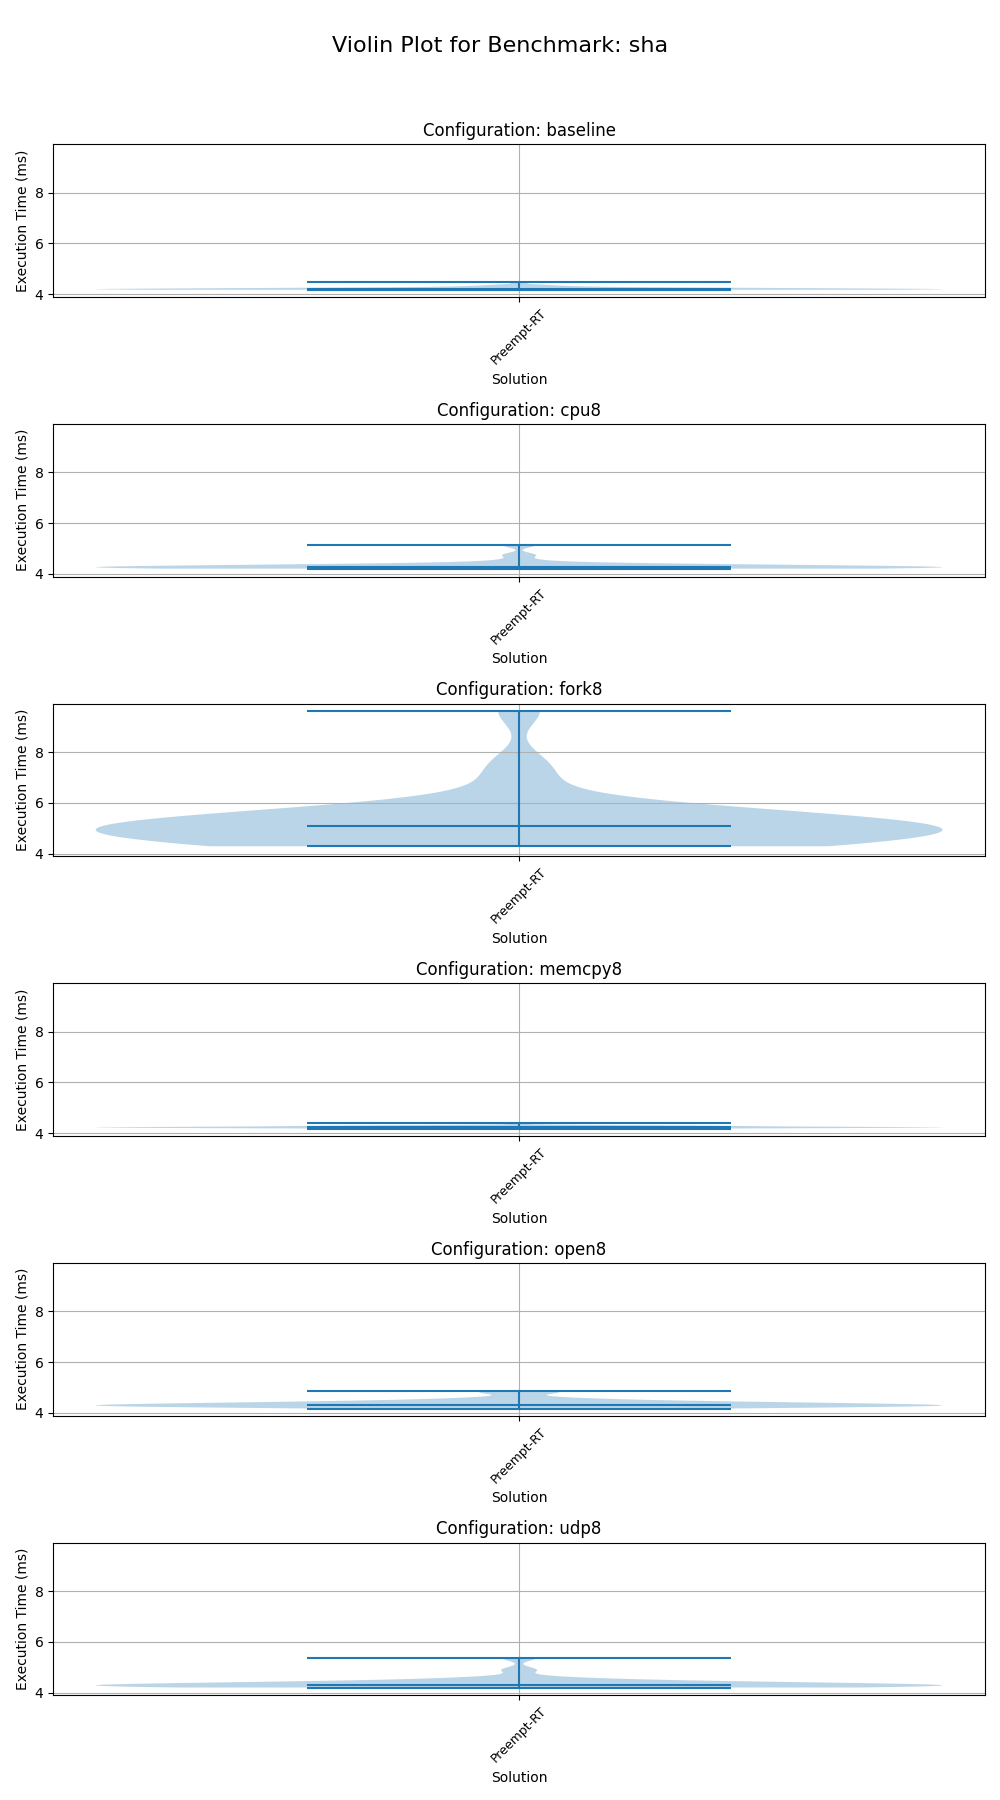 Violin Plot for Benchmark: sha
Configuration: baseline
Execution Time (ms)
8
6
4
Preempt-RT
Solution
Configuration: cpu8
Execution Time (ms)
8
6
4
Preempt-RT
Solution
Configuration: fork8
Execution Time (ms)
8
6
4
Preempt-RT
Solution
Configuration: memcpy8
Execution Time (ms)
8
6
4
Preempt-RT
Solution
Configuration: open8
Execution Time (ms)
8
6
4
Preempt-RT
Solution
Configuration: udp8
Execution Time (ms)
8
6
4
Preempt-RT
Solution